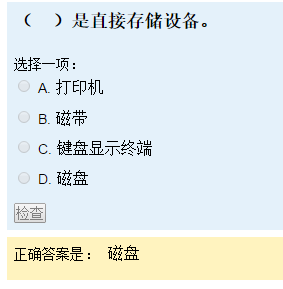 （　）是直接存储设备。
选择一项：
A. 打印机
B. 磁带
C. 键盘显示终端
D. 磁盘
检查
正确答案是： 磁盘